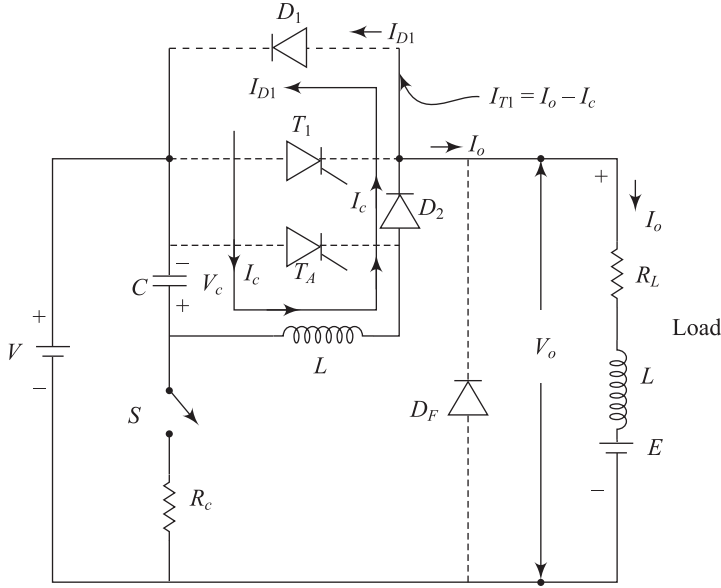 D1
ID1
ID1
IT1 = Io – Ic
T1
Io
+
Ic
D2
Io
–
TA
C
Vc
Ic
+
RL
+
V
–
L
Vo
Load
S
DF
L
E
–
Rc